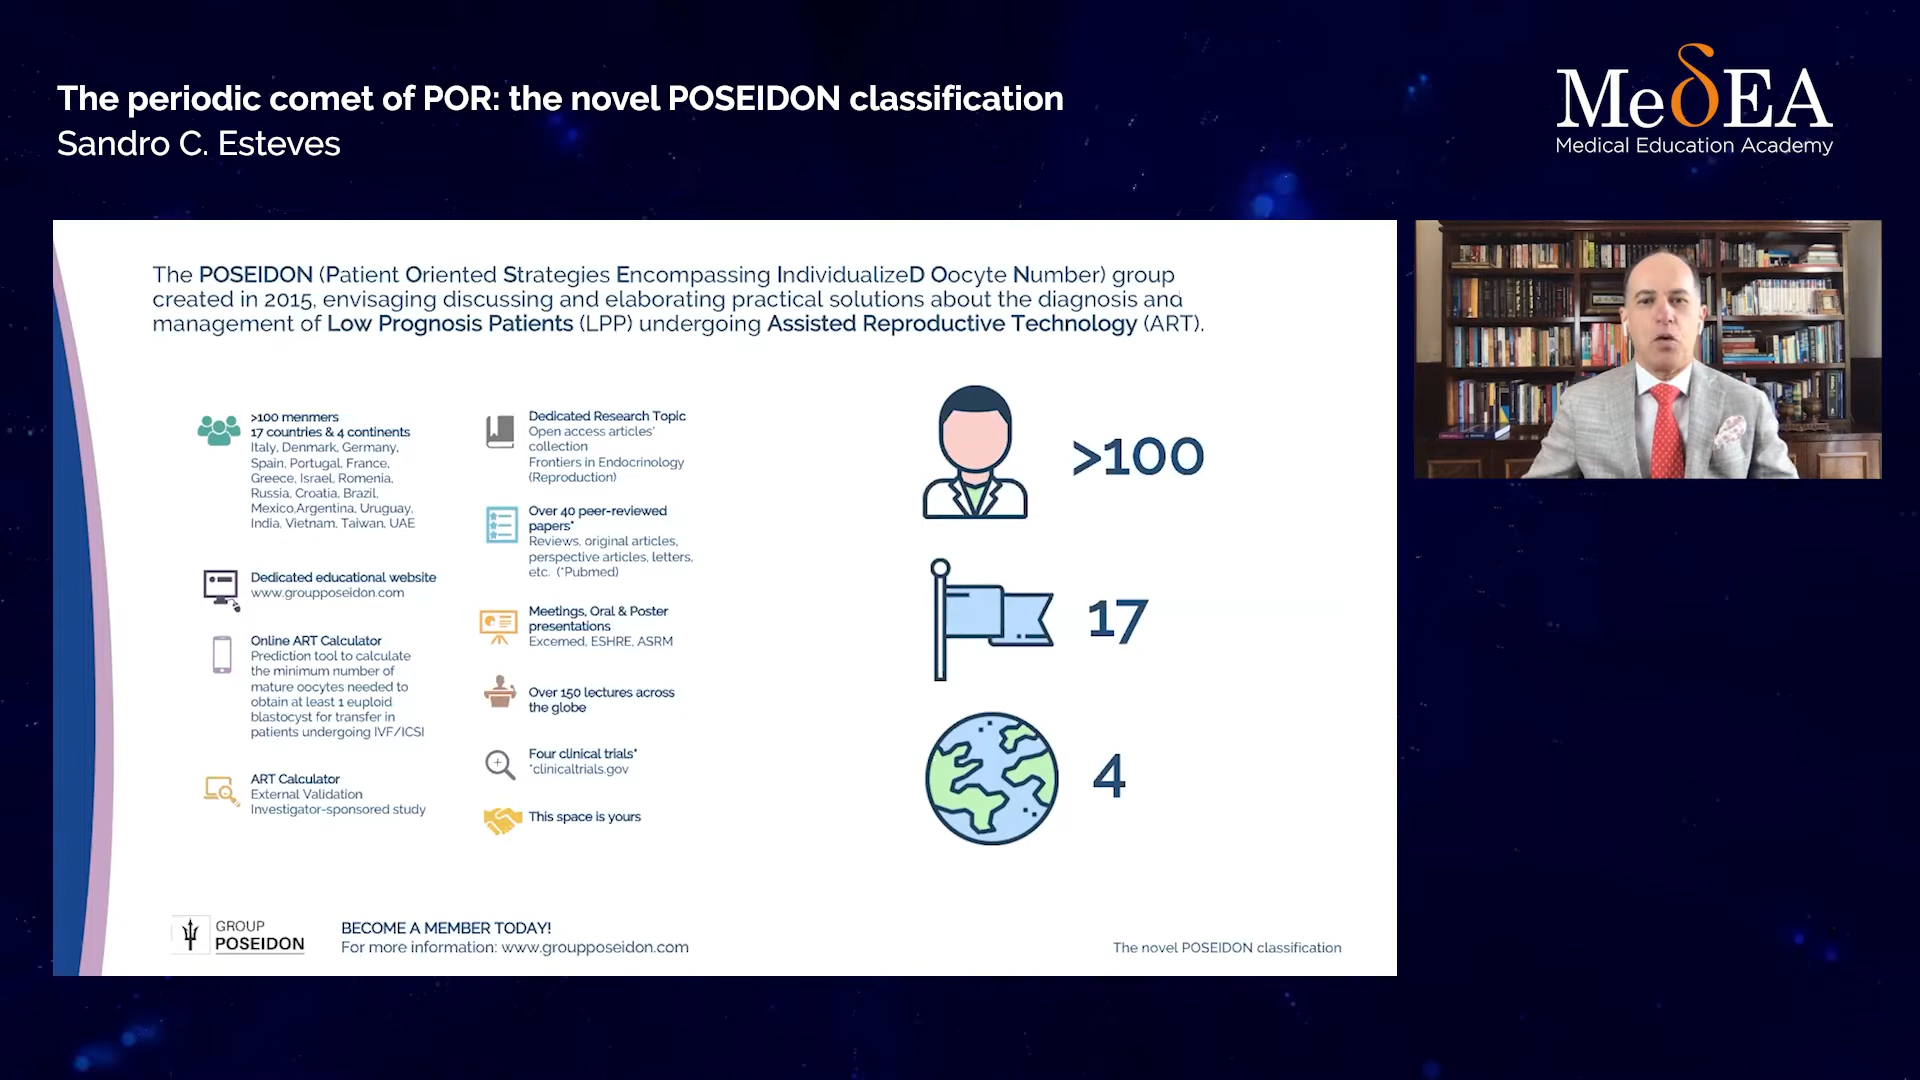 The periodic comet of POR: the novel POSEIDON classification
Sandro C. Esteves
MeδEA
Medical Education Academy
The POSEIDON (Patient Oriented Strategies Encompassing IndividualizeD Oocyte Number) group
created in 2015, envisaging discussing and elaborating practical solutions about the diagnosis and
management of Low Prognosis Patients (LPP) undergoing Assisted Reproductive Technology (ART).
>100 menmers
17 countries & 4 continents
Italy, Denmark, Germany,
Spain, Portugal, France,
Greece, Israel, Romenia,
Russia, Croatia, Brazil,
Mexico,Argentina, Uruguay,
India, Vietnam, Taiwan, UAE
Dedicated educational website
www.groupposeidon.com
Online ART Calculator
Prediction tool to calculate
the minimum number of
mature oocytes needed to
obtain at least 1 euploid
blastocyst for transfer in
patients undergoing IVF/ICSI
ART Calculator
External Validation
Investigator-sponsored study
Dedicated Research Topic
Open access articles'
collection
Frontiers in Endocrinology
(Reproduction)
Over 40 peer-reviewed
papers*
Reviews, original articles,
perspective articles, letters,
etc. (*Pubmed)
Meetings, Oral & Poster
presentations
Excemed, ESHRE, ASRM
Over 150 lectures across
the globe
Four clinical trials*
*clinicaltrials.gov
This space is yours
>100
17
4
GROUP
POSEIDON
BECOME A MEMBER TODAY!
For more information: www.groupposeidon.com
The novel POSEIDON classification